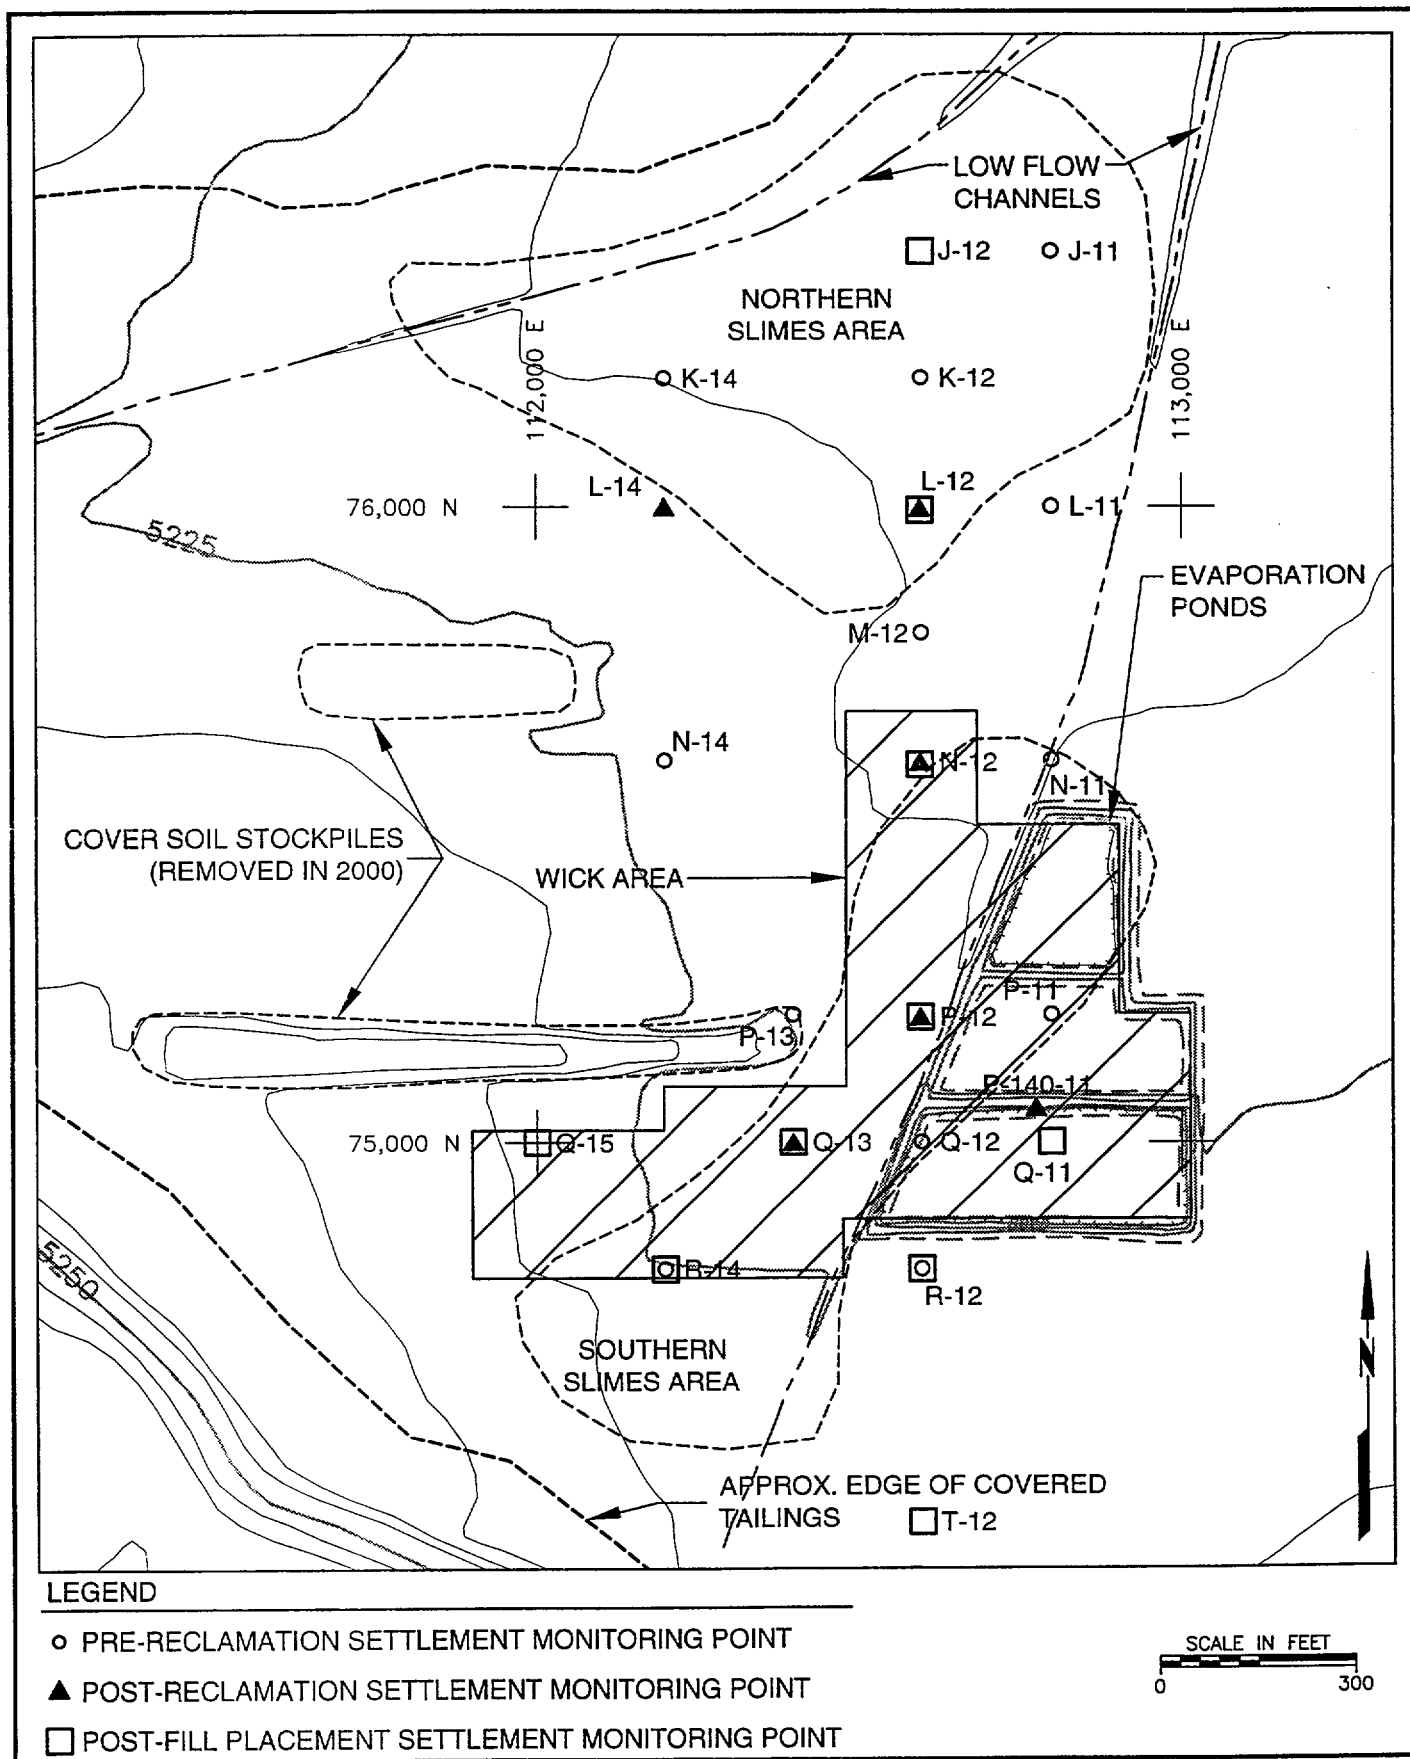 LOW FLOW
CHANNELS
J-12
J-11
NORTHERN
SLIMES AREA
112,000 E
113,000 E
K-14
K-12
L-14
L-12
76,000 N
L-11
5225
EVAPORATION
PONDS
M-12
N-14
N-12
N-11
COVER SOIL STOCKPILES
(REMOVED IN 2000)
WICK AREA
P-11
P-12
P-13
P-140-11
75,000 N
Q-15
Q-13
Q-12
Q-11
5250
R-14
R-12
SOUTHERN
SLIMES AREA
N
APPROX. EDGE OF COVERED
TAILINGS
T-12
LEGEND
PRE-RECLAMATION SETTLEMENT MONITORING POINT
POST-RECLAMATION SETTLEMENT MONITORING POINT
POST-FILL PLACEMENT SETTLEMENT MONITORING POINT
SCALE IN FEET
0 300